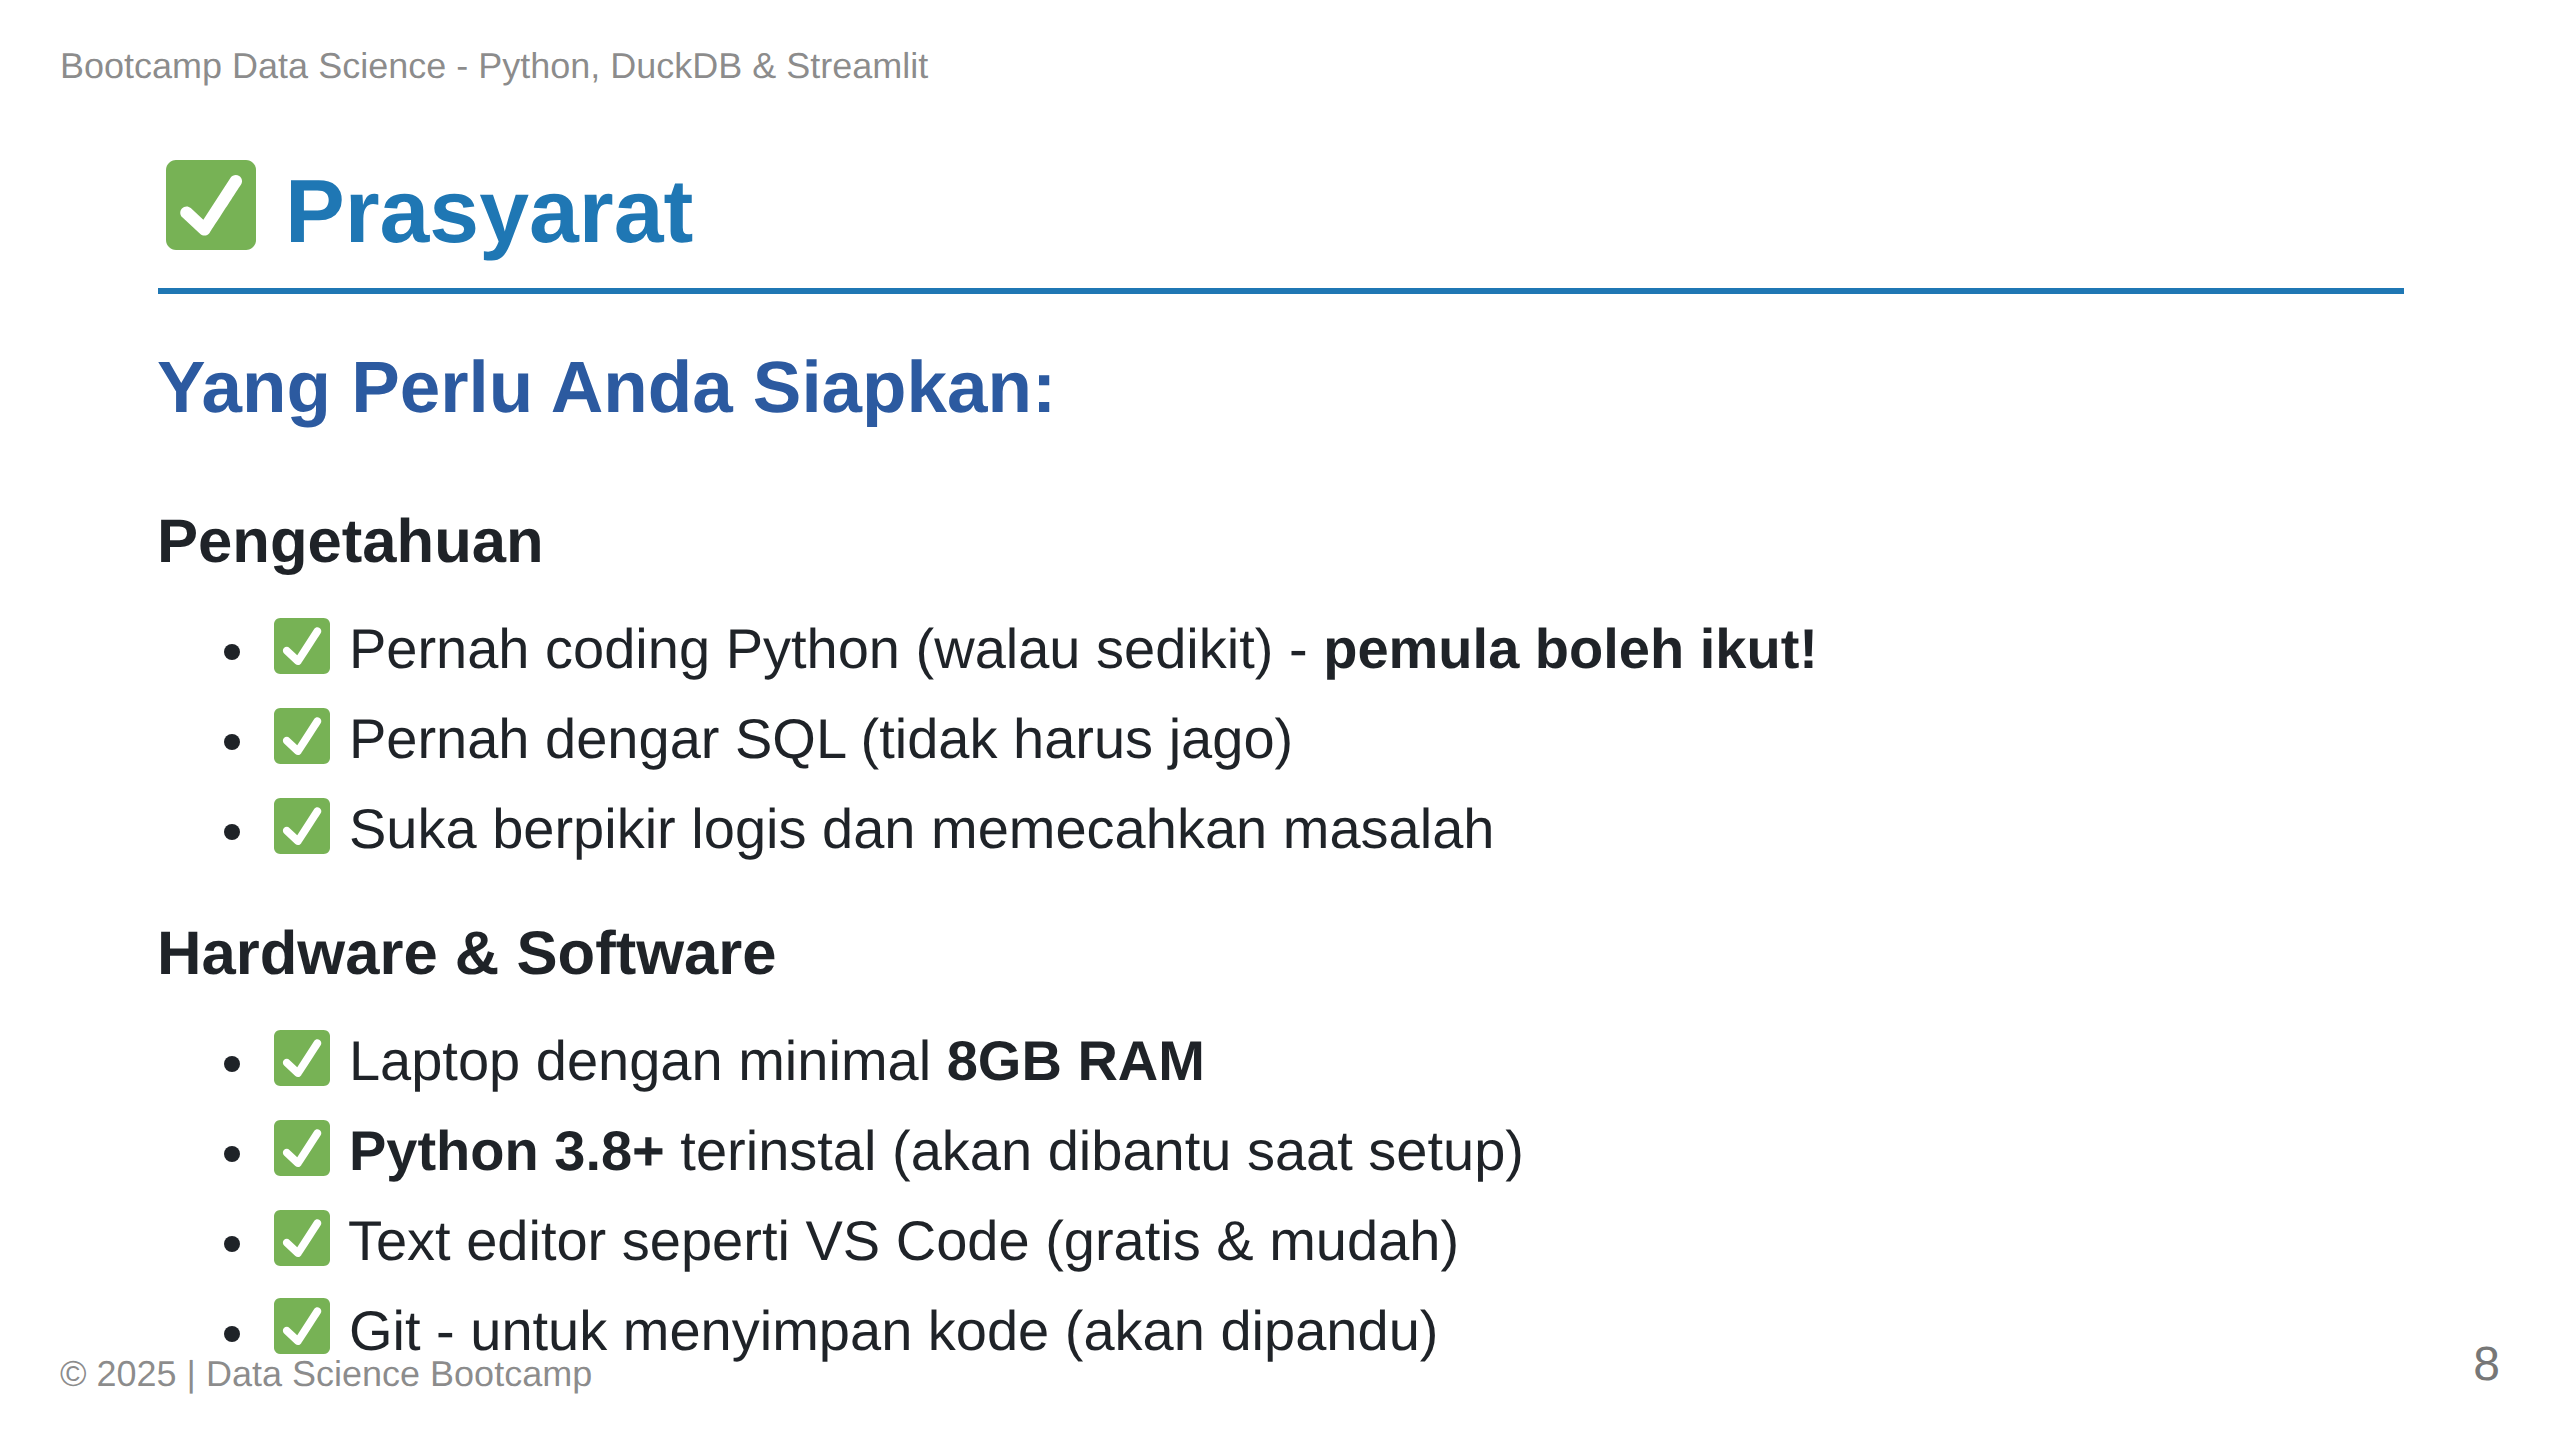 Bootcamp Data Science - Python, DuckDB & Streamlit
✅ Prasyarat
Yang Perlu Anda Siapkan:
Pengetahuan
• ✅ Pernah coding Python (walau sedikit) - pemula boleh ikut!
• ✅ Pernah dengar SQL (tidak harus jago)
• ✅ Suka berpikir logis dan memecahkan masalah
Hardware & Software
• ✅ Laptop dengan minimal 8GB RAM
• ✅ Python 3.8+ terinstal (akan dibantu saat setup)
• ✅ Text editor seperti VS Code (gratis & mudah)
• ✅ Git - untuk menyimpan kode (akan dipandu)
© 2025 | Data Science Bootcamp
8